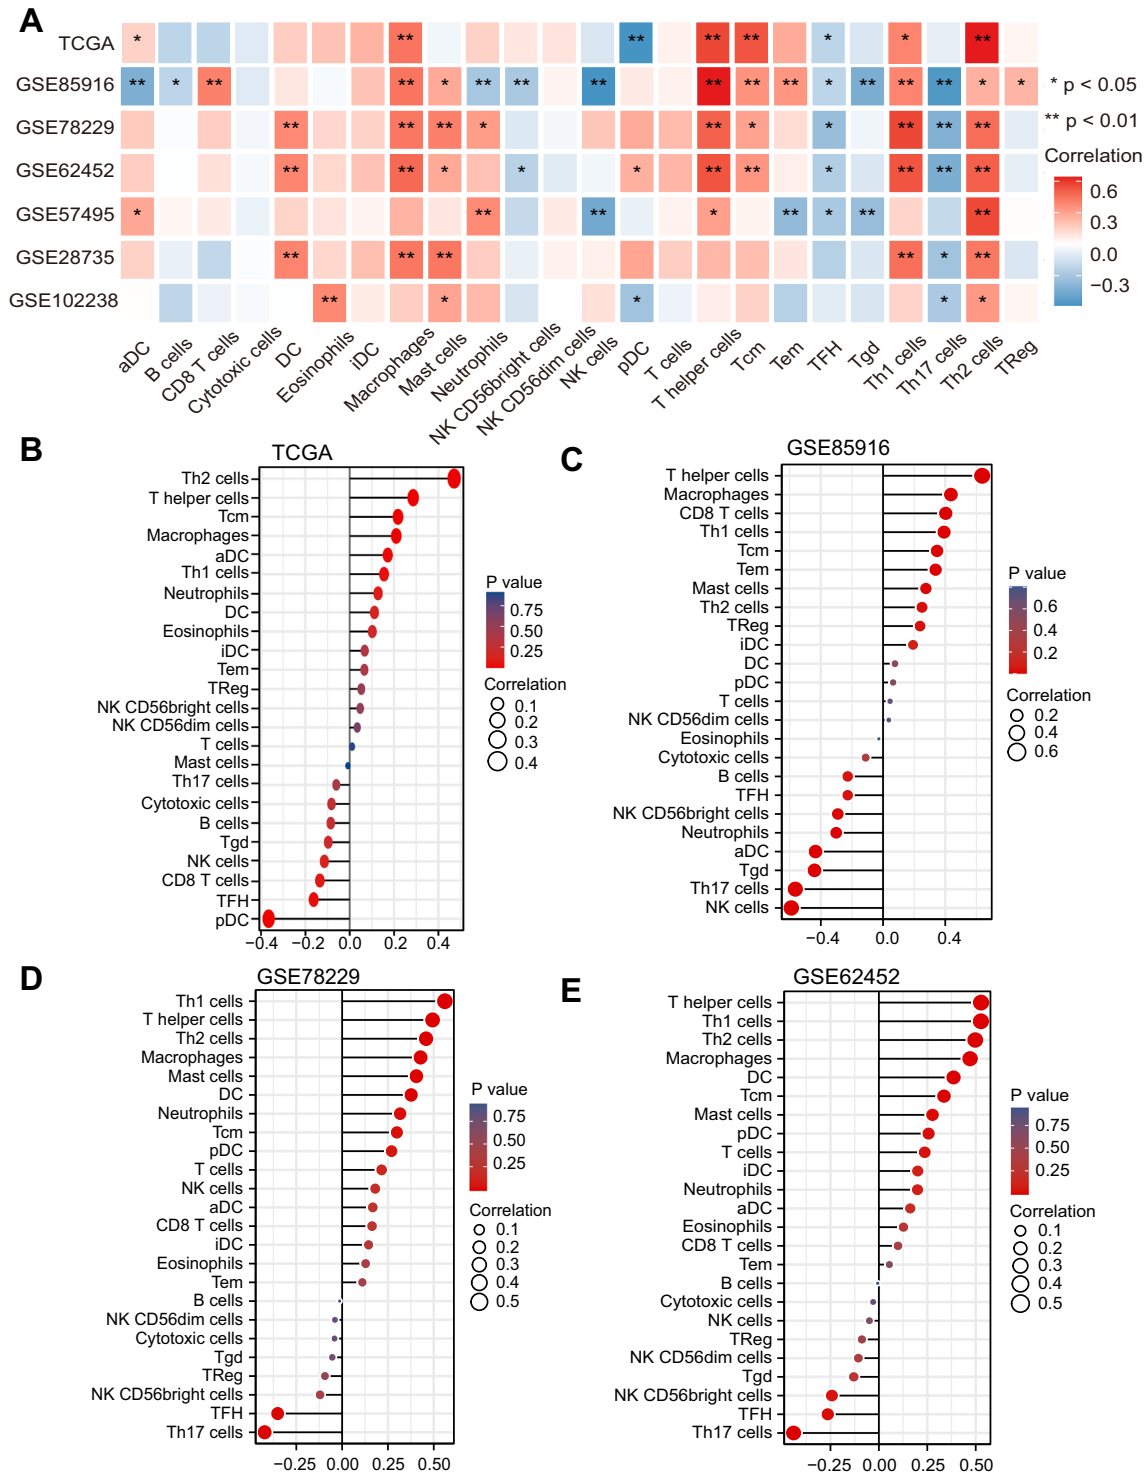 A
TCGA
GSE85916
GSE78229
GSE62452
GSE57495
GSE28735
GSE102238
* ** ** ** ** * * **
** * ** ** * ** ** ** ** ** ** * ** ** ** * *
** ** ** * ** * * ** ** **
** ** * * * ** ** * ** ** **
* ** ** * ** * ** **
** ** ** ** * **
** * * * *
* p < 0.05
** p < 0.01
Correlation
0.6
0.3
0.0
−0.3
aDC
B cells
CD8 T cells
Cytotoxic cells
DC
Eosinophils
iDC
Macrophages
Mast cells
Neutrophils
NK CD56bright cells
NK CD56dim cells
NK cells
pDC
T cells
T helper cells
Tcm
Tem
TFH
Tgd
Th1 cells
Th17 cells
Th2 cells
TReg
B
TCGA
Th2 cells
T helper cells
Tcm
Macrophages
aDC
Th1 cells
Neutrophils
DC
Eosinophils
iDC
Tem
TReg
NK CD56bright cells
NK CD56dim cells
T cells
Mast cells
Th17 cells
Cytotoxic cells
B cells
Tgd
NK cells
CD8 T cells
TFH
pDC
−0.4 −0.2 0.0 0.2 0.4
P value
0.75
0.50
0.25
Correlation
0.1
0.2
0.3
0.4
C
GSE85916
T helper cells
Macrophages
CD8 T cells
Th1 cells
Tcm
Tem
Mast cells
Th2 cells
TReg
iDC
DC
pDC
T cells
NK CD56dim cells
Eosinophils
Cytotoxic cells
B cells
TFH
NK CD56bright cells
Neutrophils
aDC
Tgd
Th17 cells
NK cells
−0.4 0.0 0.4
P value
0.6
0.4
0.2
Correlation
0.2
0.4
0.6
D
GSE78229
Th1 cells
T helper cells
Th2 cells
Macrophages
Mast cells
DC
Neutrophils
Tcm
pDC
T cells
NK cells
aDC
CD8 T cells
iDC
Eosinophils
Tem
B cells
NK CD56dim cells
Cytotoxic cells
Tgd
TReg
NK CD56bright cells
TFH
Th17 cells
−0.25 0.00 0.25 0.50
P value
0.75
0.50
0.25
Correlation
0.1
0.2
0.3
0.4
0.5
E
GSE62452
T helper cells
Th1 cells
Th2 cells
Macrophages
DC
Tcm
Mast cells
pDC
T cells
iDC
Neutrophils
aDC
Eosinophils
CD8 T cells
Tem
B cells
Cytotoxic cells
NK cells
TReg
NK CD56dim cells
Tgd
NK CD56bright cells
TFH
Th17 cells
−0.25 0.00 0.25 0.50
P value
0.75
0.50
0.25
Correlation
0.1
0.2
0.3
0.4
0.5